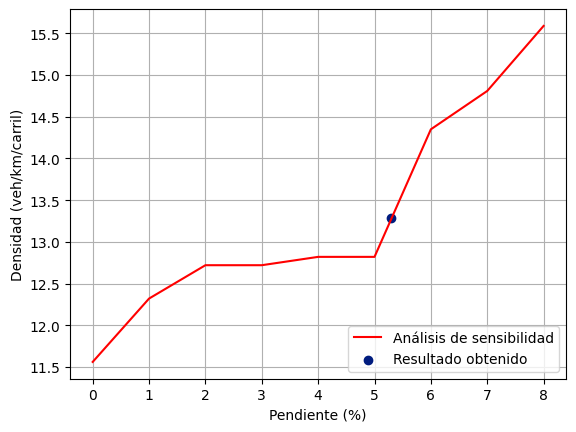 15.5
15.0
14.5
14.0
13.5
13.0
12.5
12.0
11.5
Densidad (veh/km/carril)
Análisis de sensibilidad
Resultado obtenido
0 1 2 3 4 5 6 7 8
Pendiente (%)